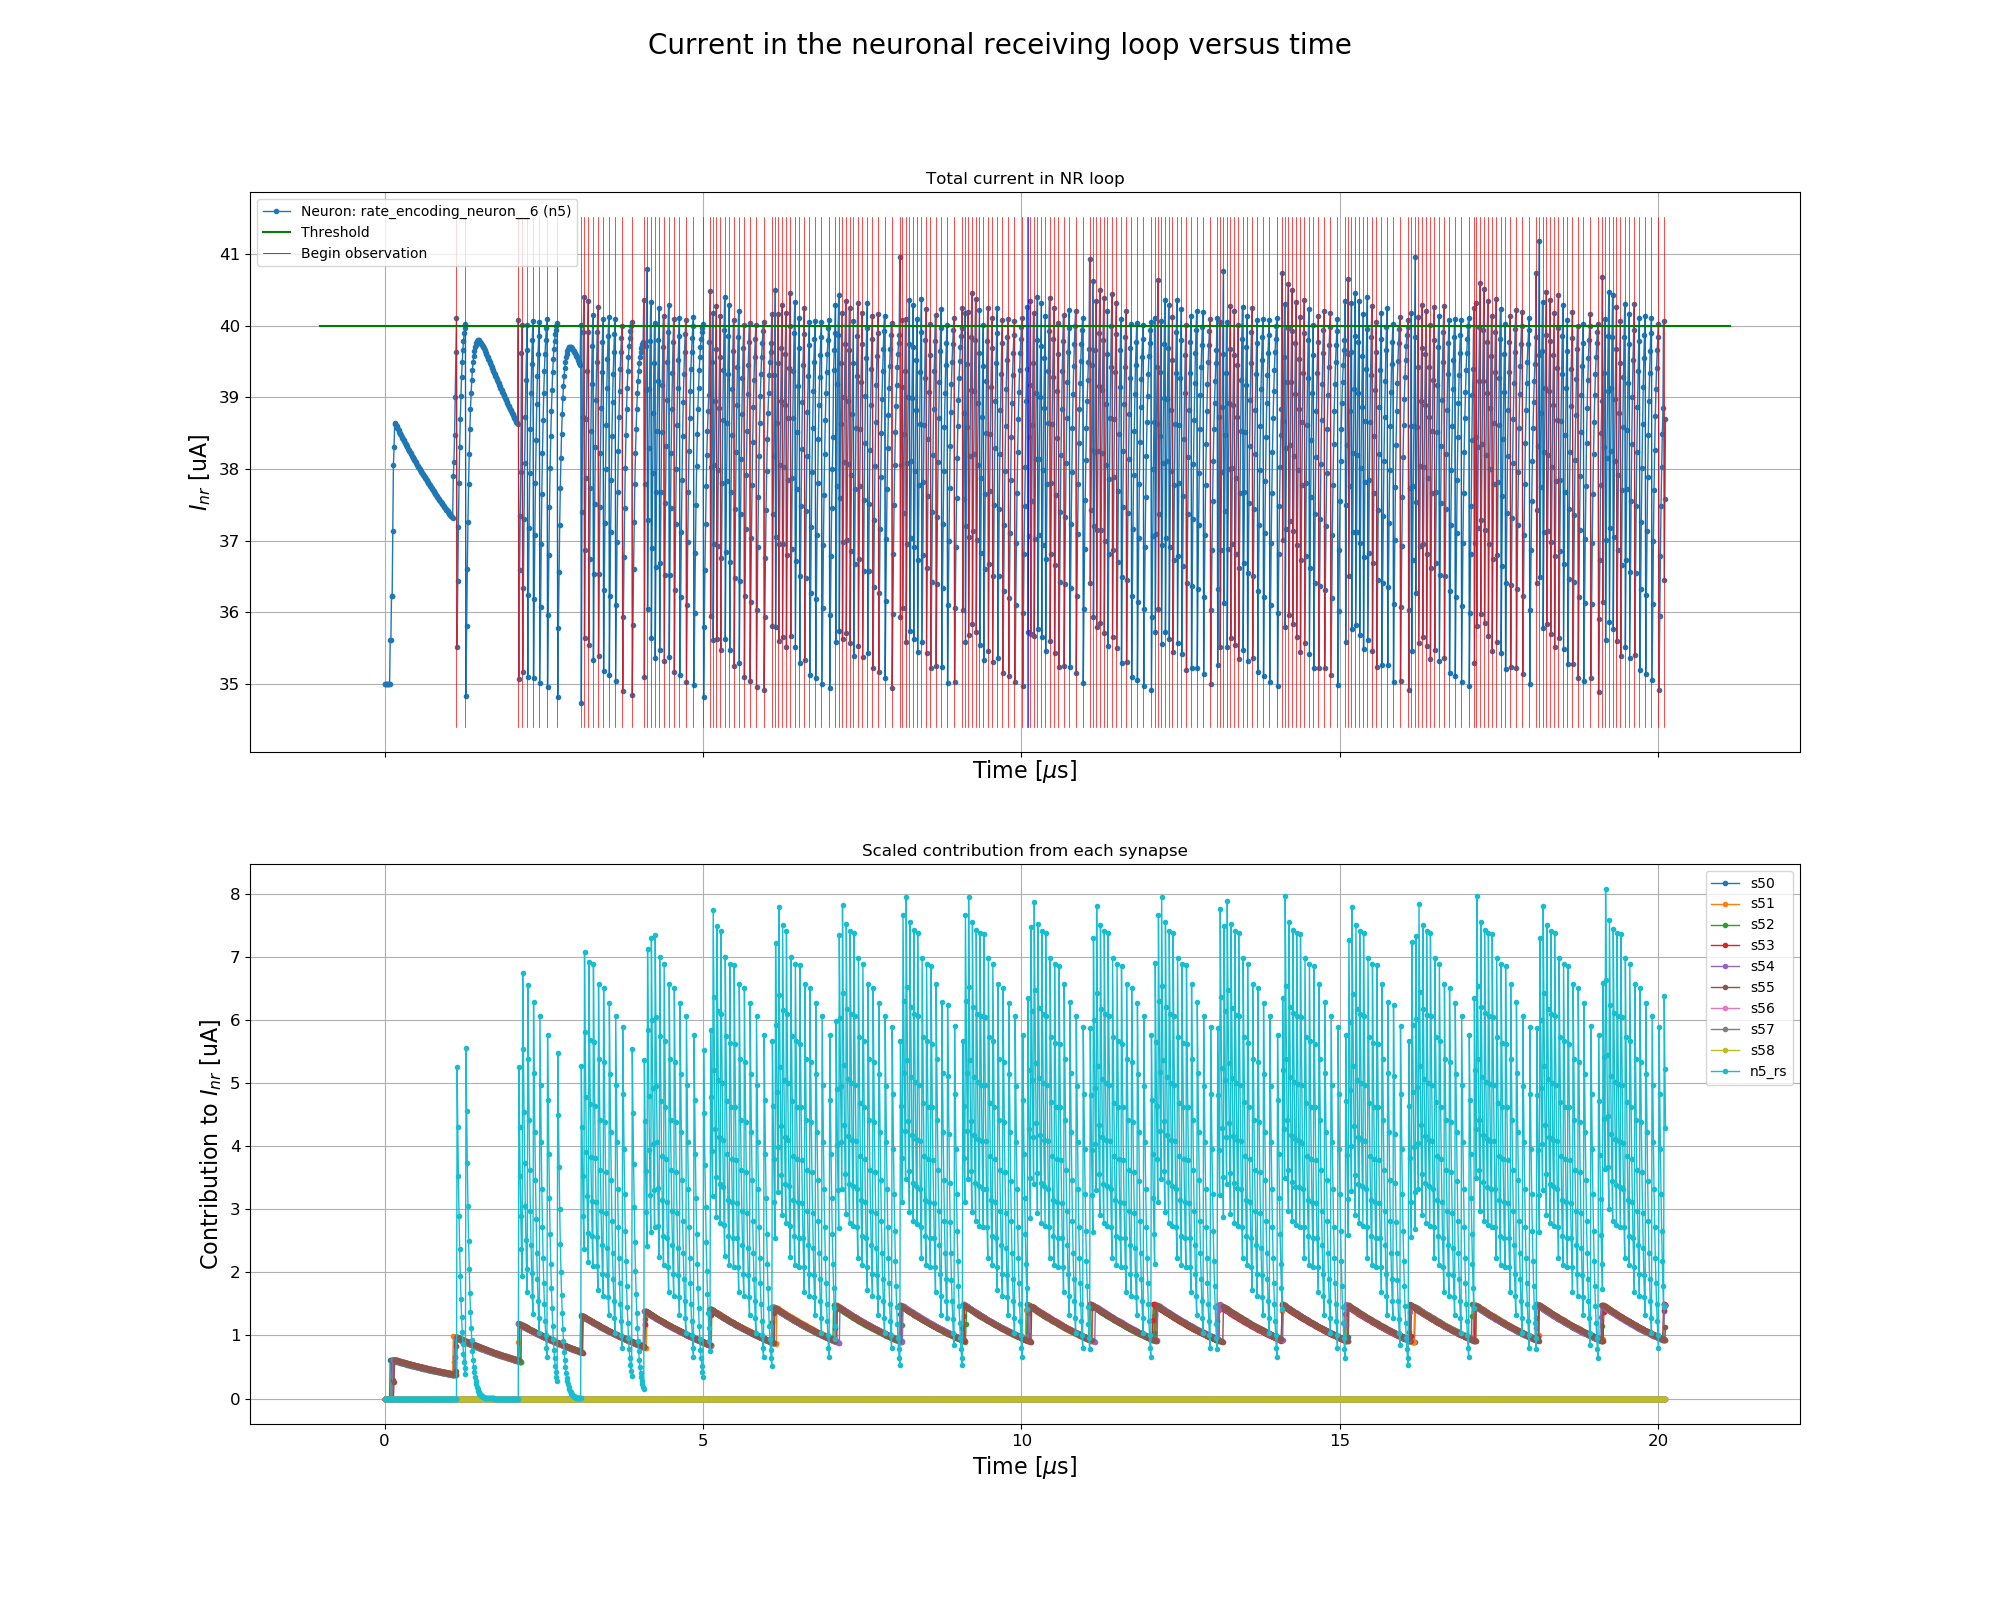 Current in the neuronal receiving loop versus time
Total current in NR loop
Neuron: rate_encoding_neuron__6 (n5)
Threshold
Begin observation
41
40
39
38
37
36
35
I_nr [uA]
Time [μs]
Scaled contribution from each synapse
s50
s51
s52
s53
s54
s55
s56
s57
s58
n5_rs
8
7
6
5
4
3
2
1
0
Contribution to I_nr [uA]
0 5 10 15 20
Time [μs]